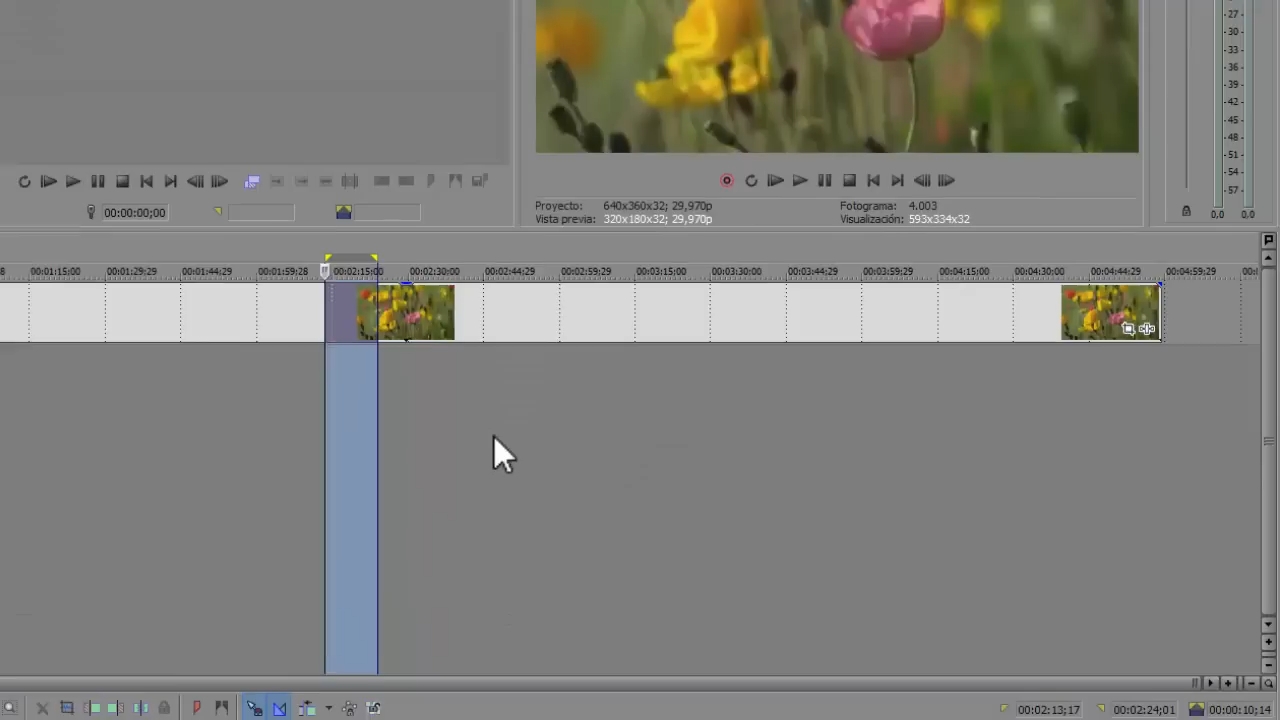 -27-
-30-
-33-
-36-
-39-
-42-
-45-
-48-
-51-
-54-
-57-
0,0 0,0
00:00:00;00
Proyecto: 640x360x32; 29,970p
Vista previa: 320x180x32; 29,970p
Fotograma: 4.003
Visualización: 593x334x32
00:01:15:00 00:01:29:29 00:01:44:29 00:01:59:28 00:02:15:00 00:02:30:00 00:02:44:29 00:02:59:29 00:03:15:00 00:03:30:00 00:03:44:29 00:03:59:29 00:04:15:00 00:04:30:00 00:04:44:29 00:04:59:29
00:02:13;17 00:02:24;01 00:00:10;14